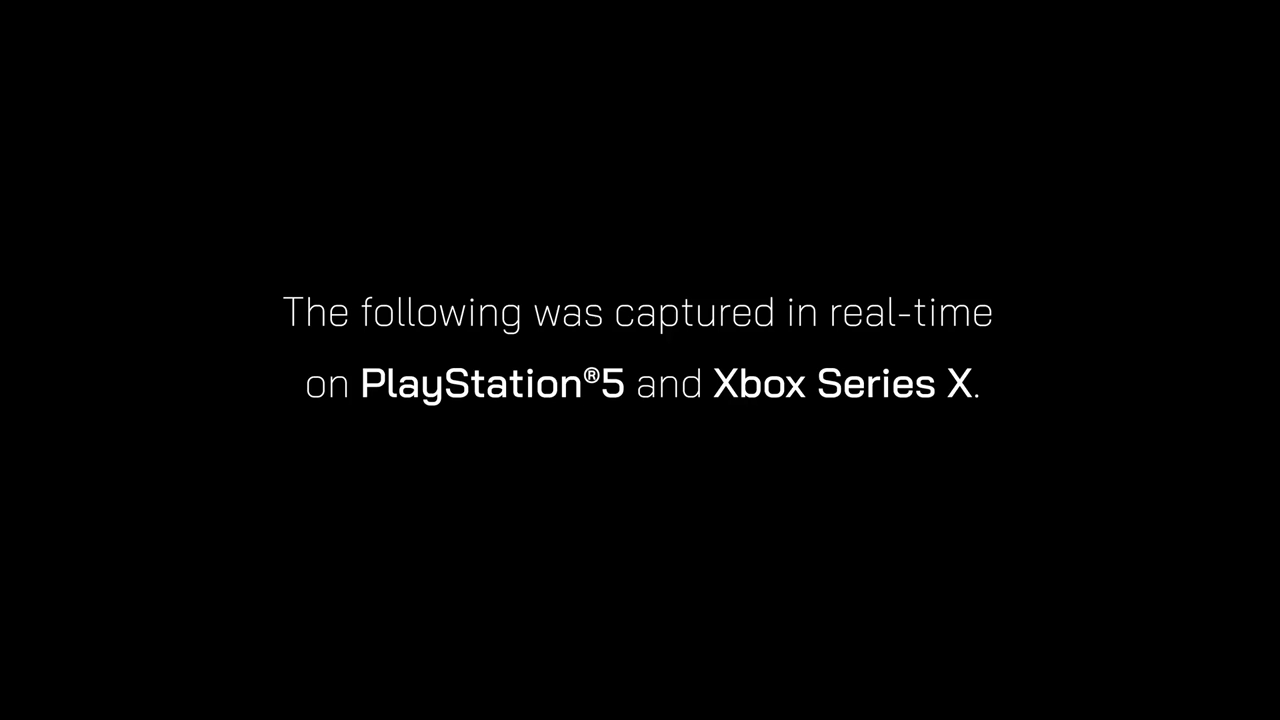 The following was captured in real-time
on PlayStation®5 and Xbox Series X.